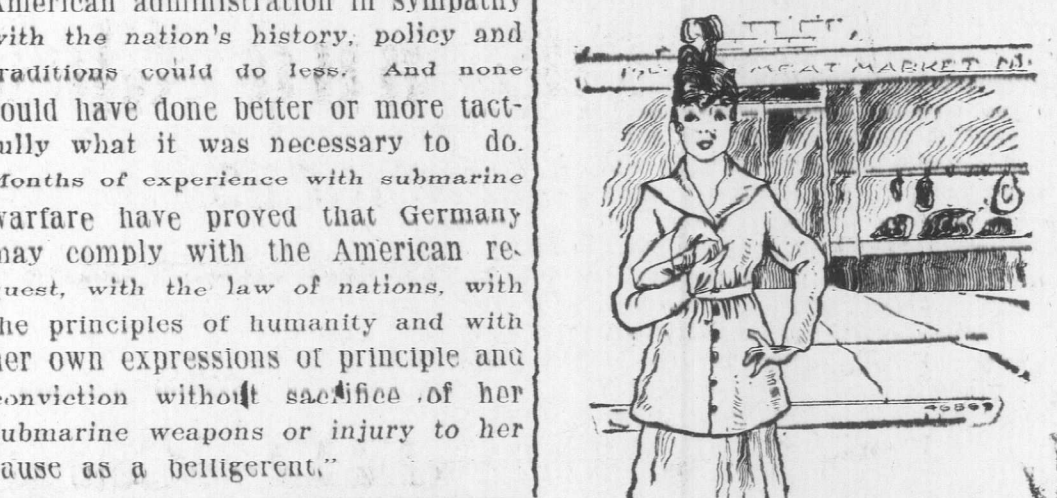 American administration in sympathy
with the nation's history, policy and
traditions could do less. And none
could have done better or more tact-
fully what it was necessary to do.
Months of experience with submarine
warfare have proved that Germany
may comply with the American re-
quest, with the law of nations, with
the principles of humanity and with
her own expressions of principle and
conviction without sacrifice of her
submarine weapons or injury to her
cause as a belligerent."
MEAT MARKET